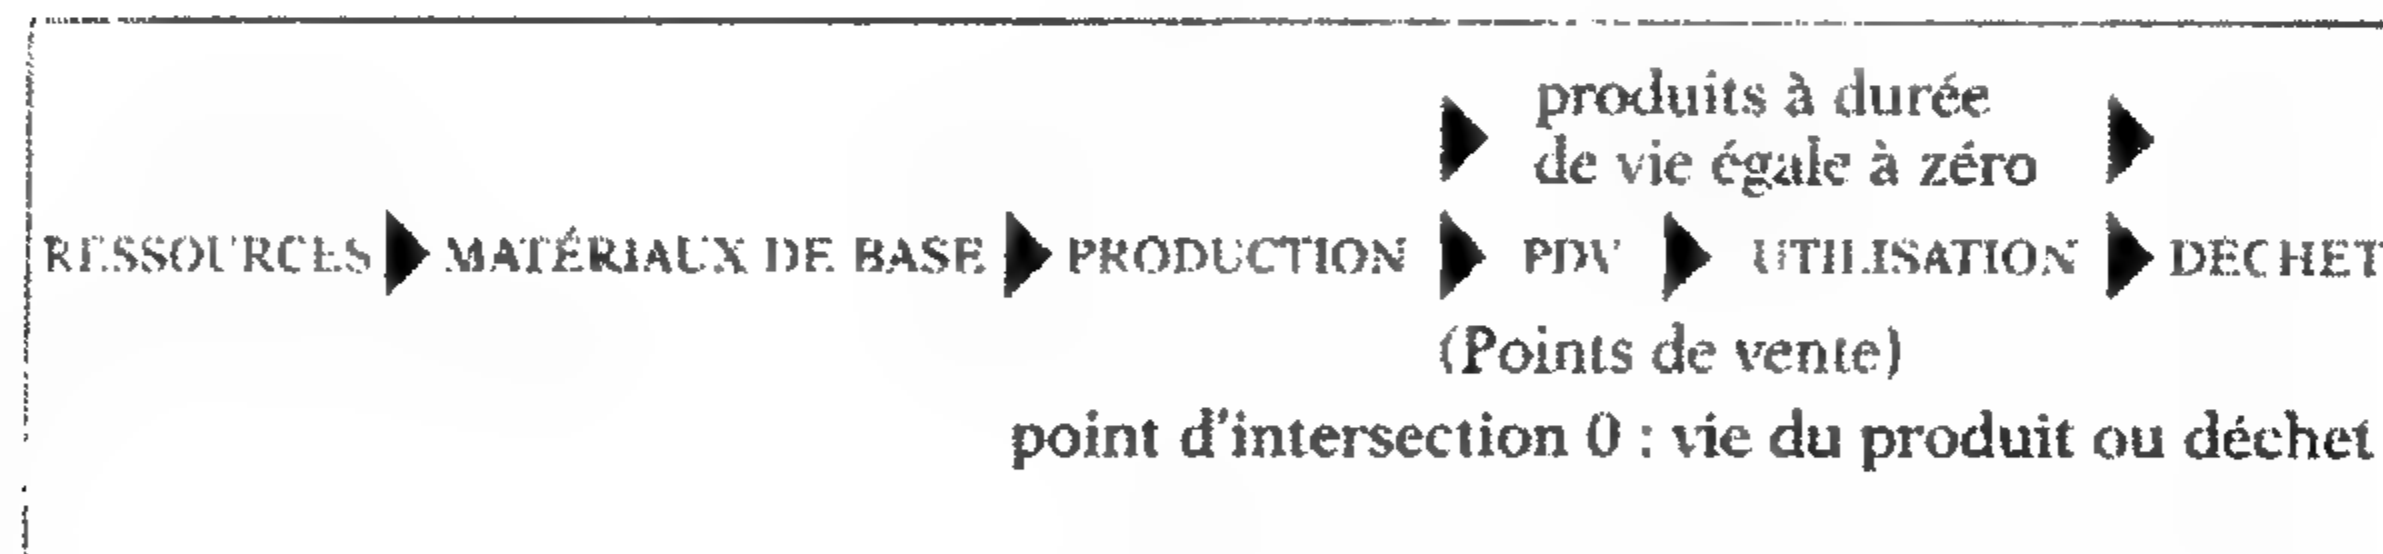 produits à durée
de vie égale à zéro
RESSOURCES MATÉRIAUX DE BASE PRODUCTION PDV UTILISATION DÉCHET
(Points de vente)
point d'intersection 0 : vie du produit ou déchet